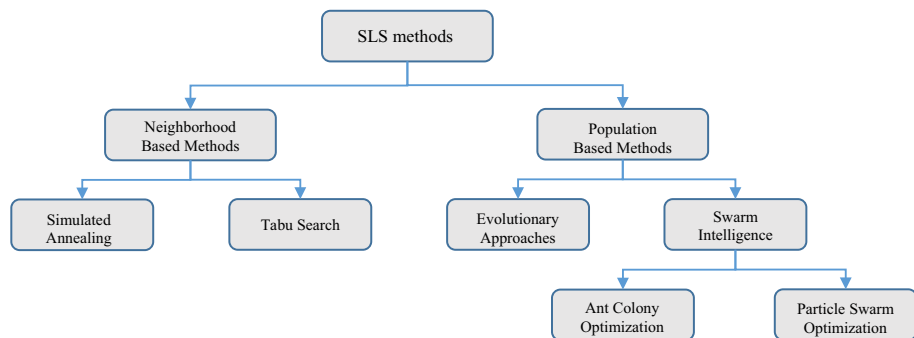 SLS methods
Neighborhood
Based Methods
Population
Based Methods
Simulated
Annealing
Tabu Search
Evolutionary
Approaches
Swarm
Intelligence
Ant Colony
Optimization
Particle Swarm
Optimization